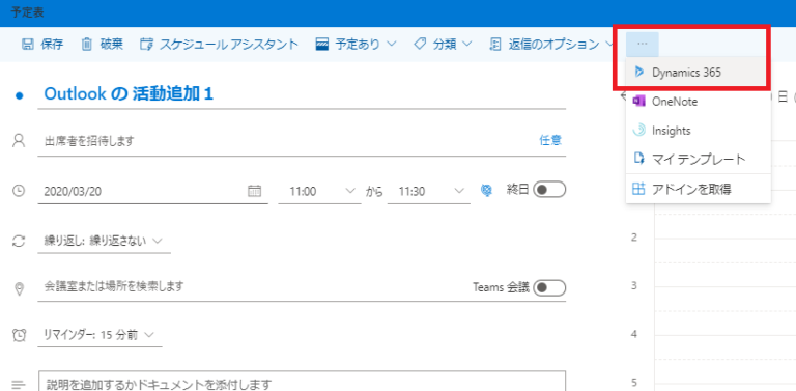 予定表
保存 破棄 スケジュール アシスタント 予定あり 分類 返信のオプション ...
Dynamics 365
OneNote
Insights
マイ テンプレート
アドインを取得
Outlook の 活動追加 1
出席者を招待します 任意
2020/03/20 11:00 から 11:30 終日
繰り返し: 繰り返さない
会議室または場所を検索します Teams 会議
リマインダー: 15 分前
説明を追加するかドキュメントを添付します
日
2
3
4
5